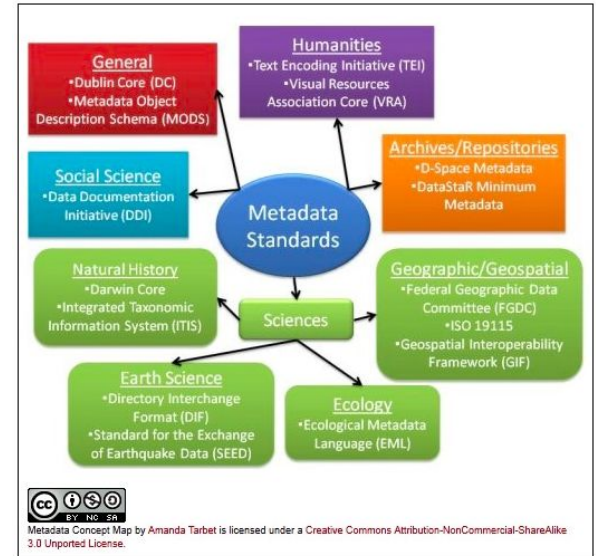 General
•Dublin Core (DC)
•Metadata Object
Description Schema (MODS)
Humanities
•Text Encoding Initiative (TEI)
•Visual Resources
Association Core (VRA)
Social Science
•Data Documentation
Initiative (DDI)
Metadata
Standards
Archives/Repositories
•D-Space Metadata
•DataStaR Minimum
Metadata
Natural History
•Darwin Core
•Integrated Taxonomic
Information System (ITIS)
Sciences
Geographic/Geospatial
•Federal Geographic Data
Committee (FGDC)
•ISO 19115
•Geospatial Interoperability
Framework (GIF)
Earth Science
•Directory Interchange
Format (DIF)
•Standard for the Exchange
of Earthquake Data (SEED)
Ecology
•Ecological Metadata
Language (EML)
cc
BY NC SA
Metadata Concept Map by Amanda Tarbet is licensed under a Creative Commons Attribution-NonCommercial-ShareAlike
3.0 Unported License.